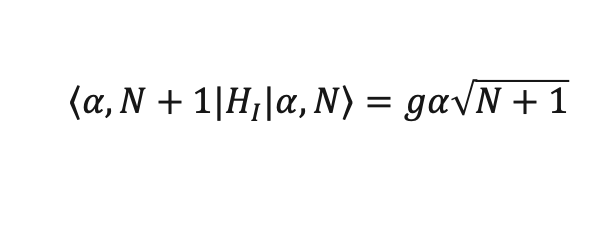 ⟨α, N + 1|H_I|α, N⟩ = gα√(N + 1)